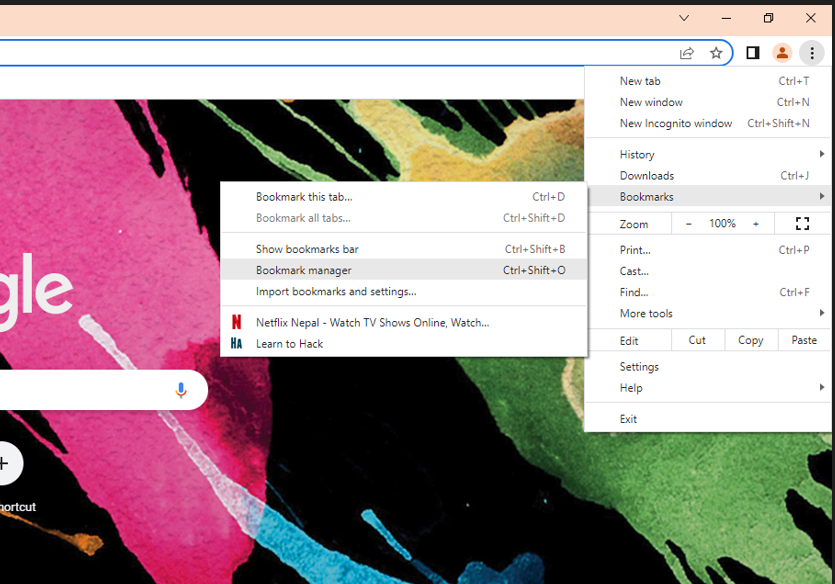 New tab Ctrl+T
New window Ctrl+N
New Incognito window Ctrl+Shift+N
History
Downloads Ctrl+J
Bookmarks
Zoom - 100% +
Print... Ctrl+P
Cast...
Find... Ctrl+F
More tools
Edit Cut Copy Paste
Settings
Help
Exit
Bookmark this tab... Ctrl+D
Bookmark all tabs... Ctrl+Shift+D
Show bookmarks bar Ctrl+Shift+B
Bookmark manager Ctrl+Shift+O
Import bookmarks and settings...
N Netflix Nepal - Watch TV Shows Online, Watch...
HA Learn to Hack
gle
hortcut